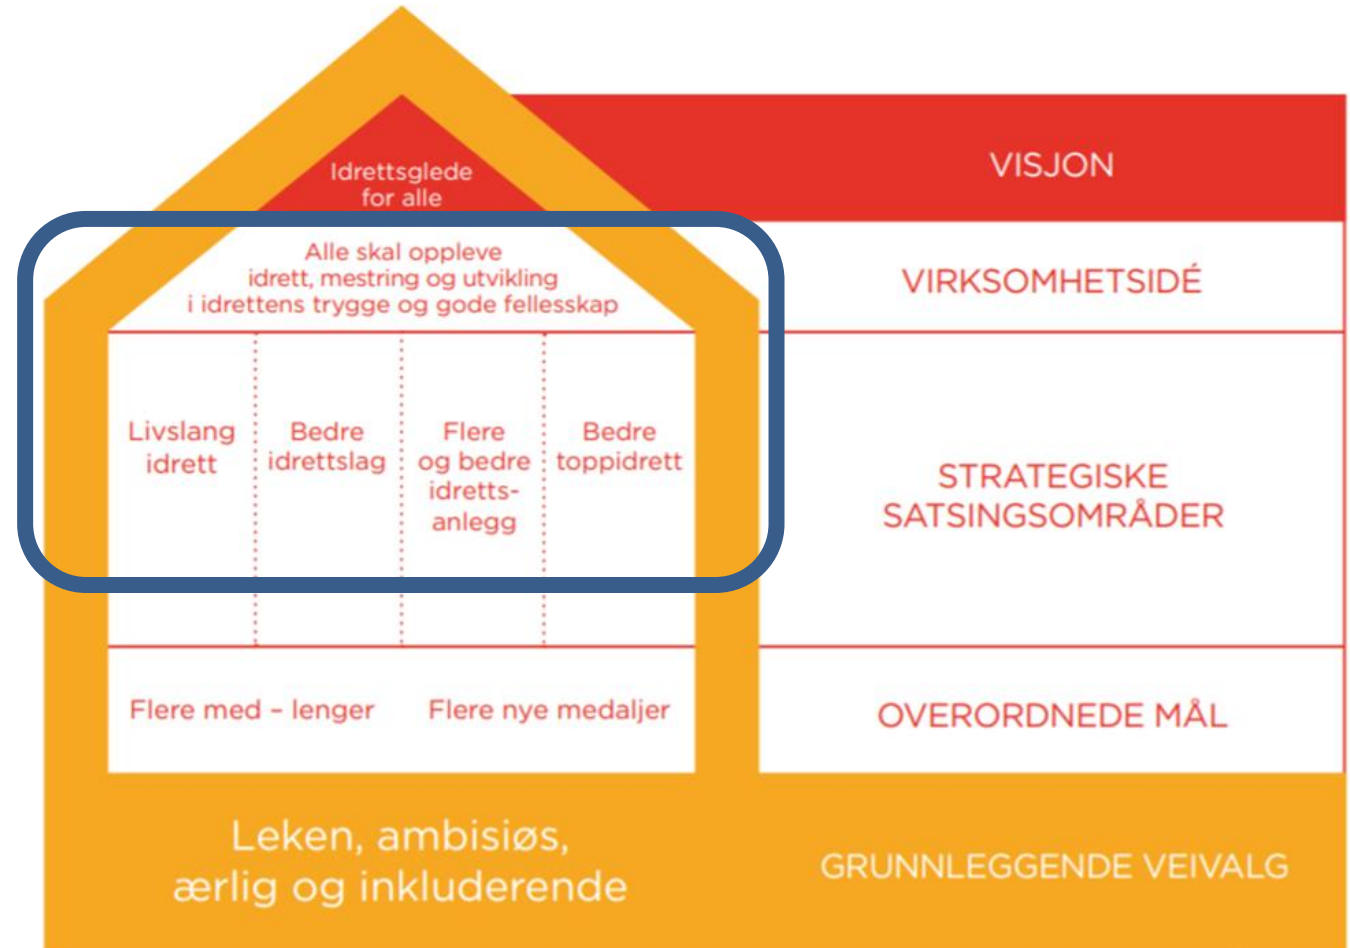 Idrettsglede
for alle
VISJON
Alle skal oppleve
idrett, mestring og utvikling
i idrettens trygge og gode fellesskap
VIRKSOMHETSIDÉ
Livslang
idrett
Bedre
idrettslag
Flere
og bedre
idretts-
anlegg
Bedre
toppidrett
STRATEGISKE
SATSINGSOMRÅDER
Flere med – lenger
Flere nye medaljer
OVERORDNEDE MÅL
Leken, ambisiøs,
ærlig og inkluderende
GRUNNLEGGENDE VEIVALG